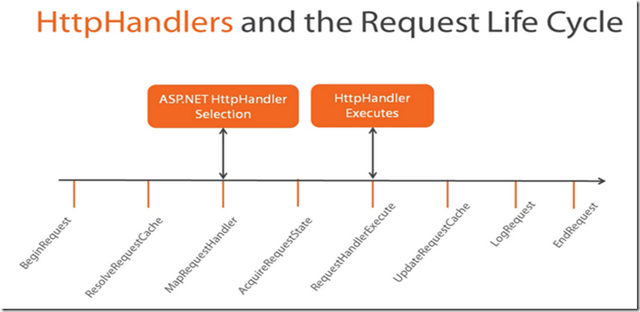 HttpHandlers and the Request Life Cycle
ASP.NET HttpHandler
Selection
HttpHandler
Executes
BeginRequest
ResolveRequestCache
MapRequestHandler
AcquireRequestState
RequestHandlerExecute
UpdateRequestCache
LogRequest
EndRequest